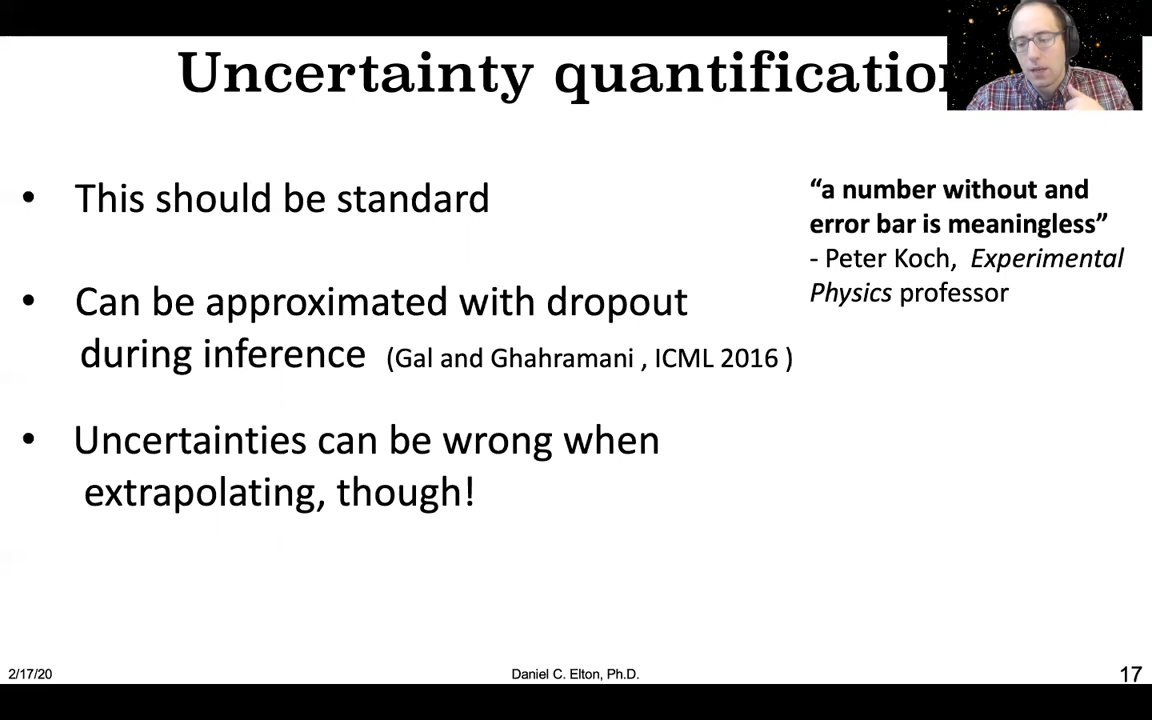 Uncertainty quantification
• This should be standard
• Can be approximated with dropout
during inference (Gal and Ghahramani , ICML 2016 )
• Uncertainties can be wrong when
extrapolating, though!
“a number without and
error bar is meaningless”
- Peter Koch, Experimental
Physics professor
2/17/20
Daniel C. Elton, Ph.D.
17